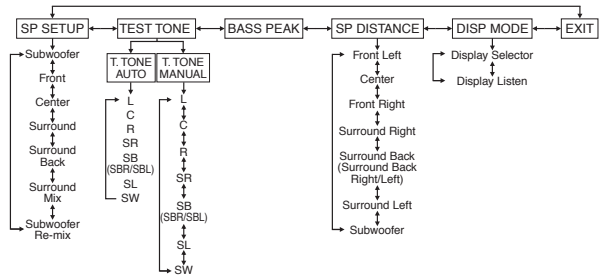 SP SETUP
TEST TONE
BASS PEAK
SP DISTANCE
DISP MODE
EXIT
Subwoofer
Front
Center
Surround
Surround
Back
Surround
Mix
Subwoofer
Re-mix
T. TONE
AUTO
L
C
R
SR
SB
(SBR/SBL)
SL
SW
T. TONE
MANUAL
L
C
R
SR
SB
(SBR/SBL)
SL
SW
Front Left
Center
Front Right
Surround Right
Surround Back
(Surround Back
Right/Left)
Surround Left
Subwoofer
Display Selector
Display Listen